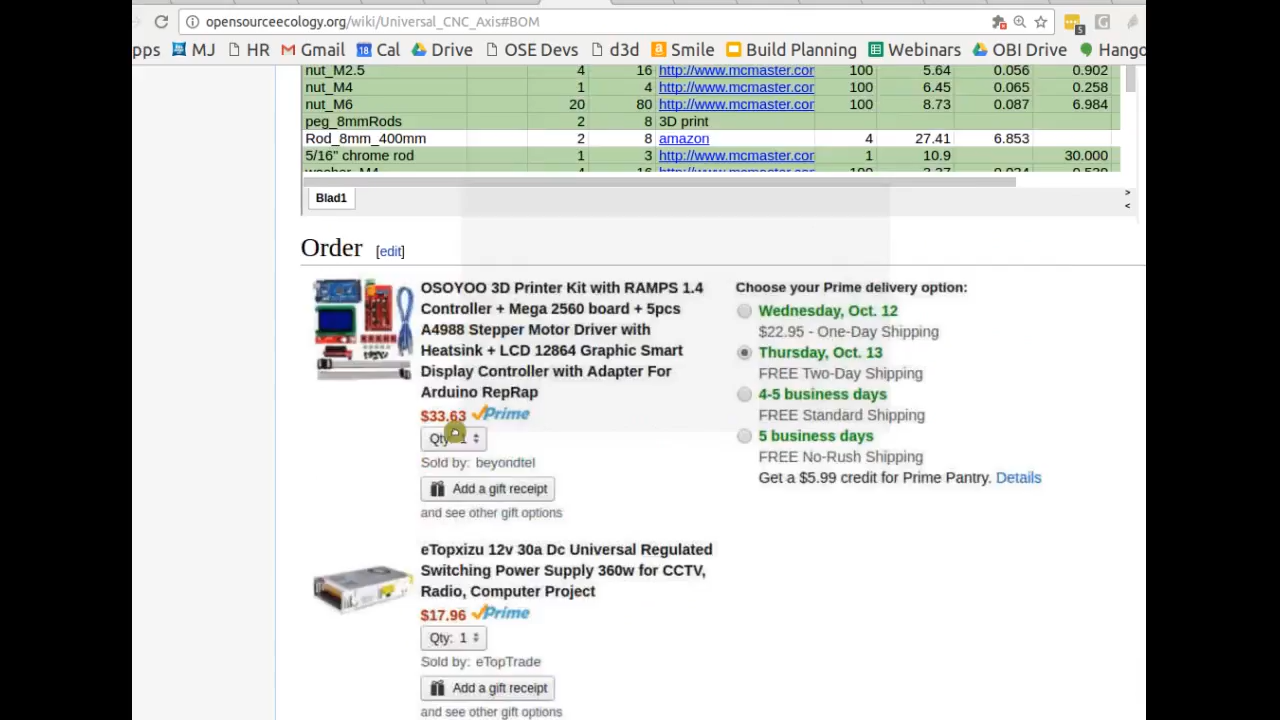 opensourceecology.org/wiki/Universal_CNC_Axis#BOM
pps MJ HR Gmail Cal Drive OSE Devs d3d Smile Build Planning Webinars OBI Drive Hango
nut_M2.5 4 16 http://www.mcmaster.cor 100 5.64 0.056 0.902
nut_M4 1 4 http://www.mcmaster.cor 100 6.45 0.065 0.258
nut_M6 20 80 http://www.mcmaster.cor 100 8.73 0.087 6.984
peg_8mmRods 2 8 3D print
Rod_8mm_400mm 2 8 amazon 4 27.41 6.853
5/16" chrome rod 1 3 http://www.mcmaster.cor 1 10.9 30.000
Blad1
Order [edit]
OSOYOO 3D Printer Kit with RAMPS 1.4
Controller + Mega 2560 board + 5pcs
A4988 Stepper Motor Driver with
Heatsink + LCD 12864 Graphic Smart
Display Controller with Adapter For
Arduino RepRap
$33.63 Prime
Qty: 1
Sold by: beyondtel
Add a gift receipt
and see other gift options
Choose your Prime delivery option:
Wednesday, Oct. 12
$22.95 - One-Day Shipping
Thursday, Oct. 13
FREE Two-Day Shipping
4-5 business days
FREE Standard Shipping
5 business days
FREE No-Rush Shipping
Get a $5.99 credit for Prime Pantry. Details
eTopxizu 12v 30a Dc Universal Regulated
Switching Power Supply 360w for CCTV,
Radio, Computer Project
$17.96 Prime
Qty: 1
Sold by: eTopTrade
Add a gift receipt
and see other gift options